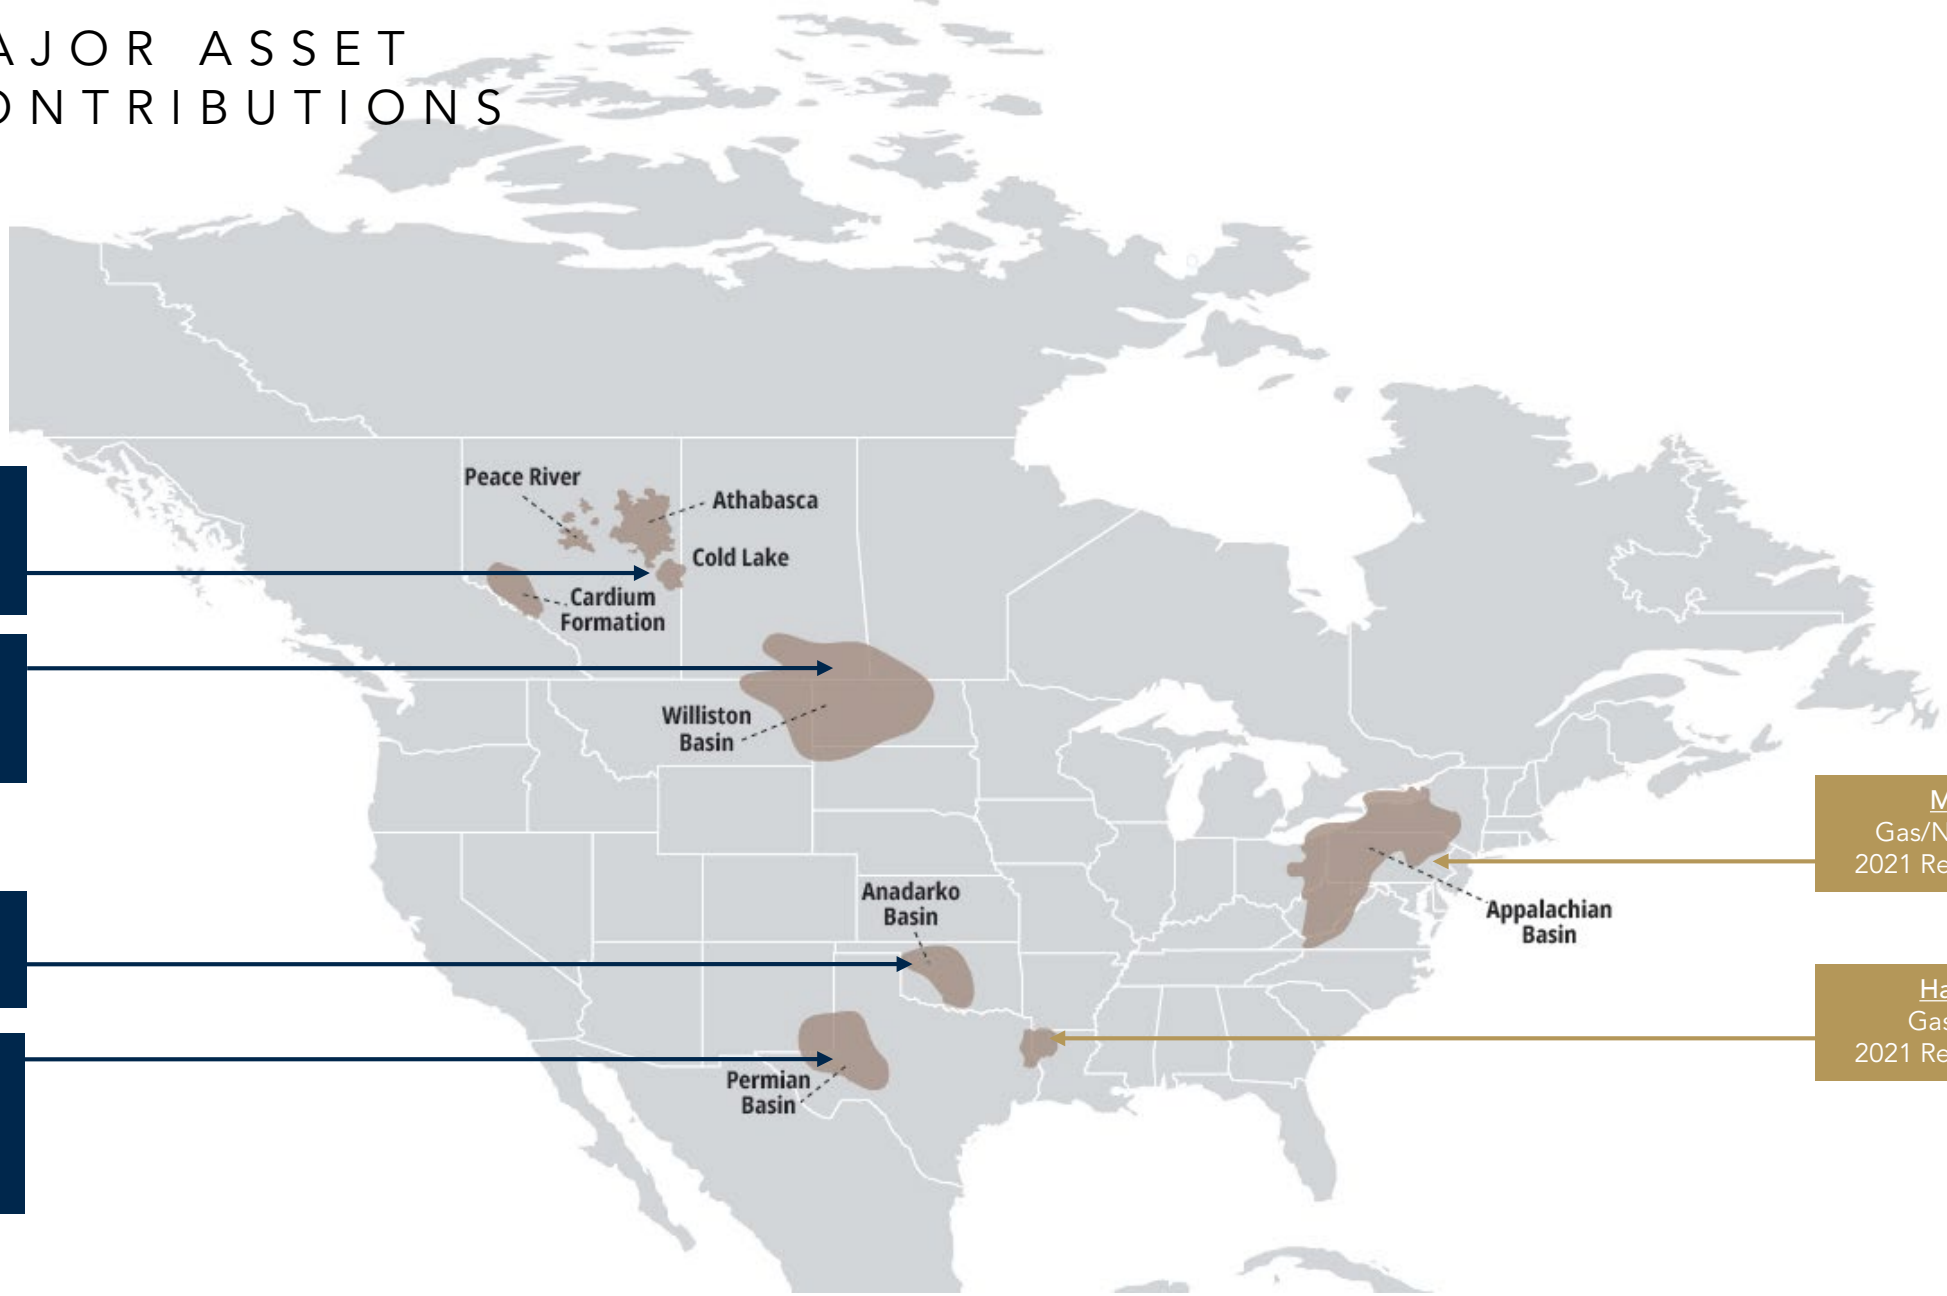 AJOR ASSET
ONTRIBUTIONS
Peace River
Athabasca
Cold Lake
Cardium
Formation
Williston
Basin
Anadarko
Basin
Appalachian
Basin
Permian
Basin
M
Gas/N
2021 Re
Ha
Gas
2021 Re